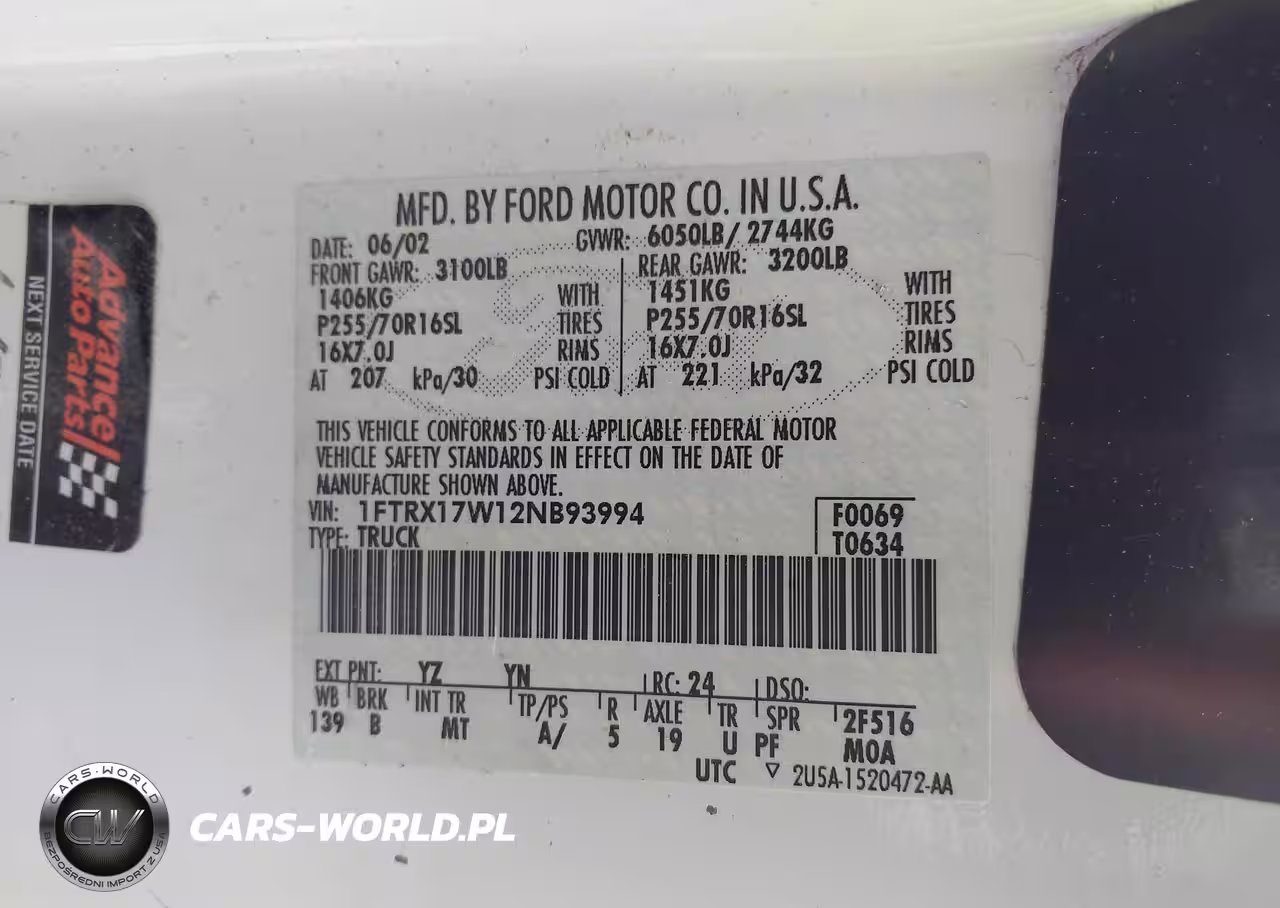 MFD. BY FORD MOTOR CO. IN U.S.A.
DATE: 06/02 GVWR: 6050LB/ 2744KG
FRONT GAWR: 3100LB REAR GAWR: 3200LB
1406KG WITH 1451KG WITH
P255/70R16SL TIRES P255/70R16SL TIRES
16X7.0J RIMS 16X7.0J RIMS
AT 207 kPa/30 PSI COLD AT 221 kPa/32 PSI COLD
THIS VEHICLE CONFORMS TO ALL APPLICABLE FEDERAL MOTOR
VEHICLE SAFETY STANDARDS IN EFFECT ON THE DATE OF
MANUFACTURE SHOWN ABOVE.
VIN: 1FTRX17W12NB93994 F0069
TYPE: TRUCK T0634
EXT PNT: YZ YN RC: 24 DSO:
WB BRK INT TR TP/PS R AXLE TR SPR 2F516
139 B MT A/ 5 19 U PF M0A
UTC ▽ 2U5A-1520472-AA
Advance
Auto Parts
NEXT SERVICE DATE
CARS-WORLD
CW
BEZPOŚREDNI IMPORT Z USA
CARS-WORLD.PL